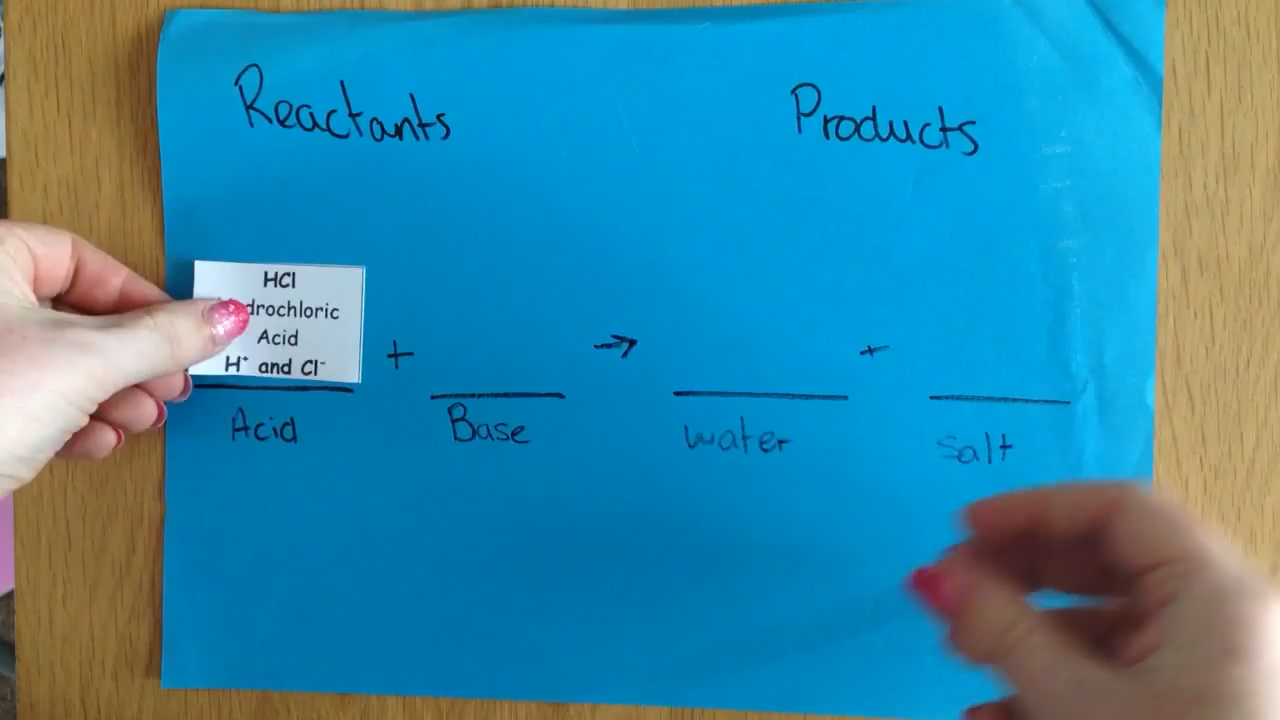 Reactants
Products
HCl
drochloric
Acid
H⁺ and Cl⁻
+
→
+
Acid
Base
water
salt